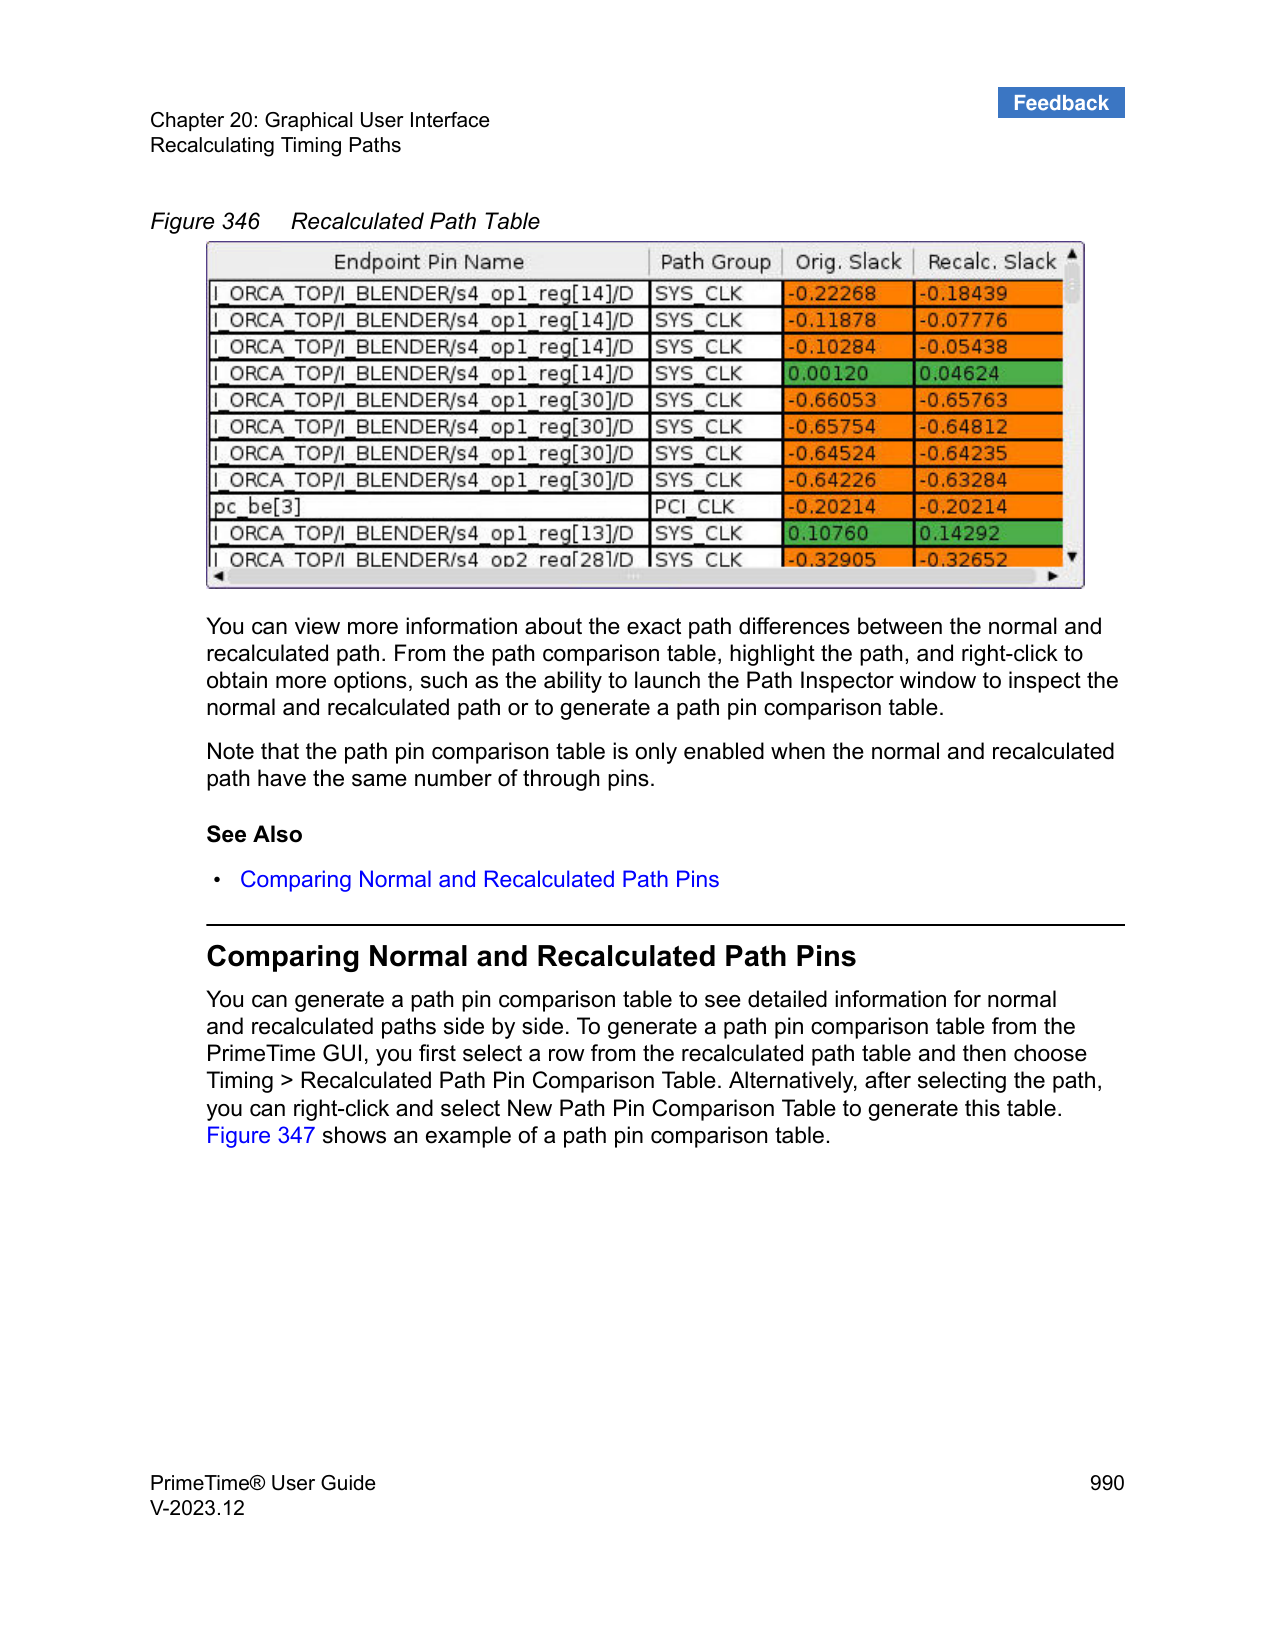 Feedback
Chapter 20: Graphical User Interface
Recalculating Timing Paths
Figure 346 Recalculated Path Table
Endpoint Pin Name Path Group Orig. Slack Recalc. Slack
I_ORCA_TOP/I_BLENDER/s4_op1_reg[14]/D SYS_CLK -0.22268 -0.18439
I_ORCA_TOP/I_BLENDER/s4_op1_reg[14]/D SYS_CLK -0.11878 -0.07776
I_ORCA_TOP/I_BLENDER/s4_op1_reg[14]/D SYS_CLK -0.10284 -0.05438
I_ORCA_TOP/I_BLENDER/s4_op1_reg[14]/D SYS_CLK 0.00120 0.04624
I_ORCA_TOP/I_BLENDER/s4_op1_reg[30]/D SYS_CLK -0.66053 -0.65763
I_ORCA_TOP/I_BLENDER/s4_op1_reg[30]/D SYS_CLK -0.65754 -0.64812
I_ORCA_TOP/I_BLENDER/s4_op1_reg[30]/D SYS_CLK -0.64524 -0.64235
I_ORCA_TOP/I_BLENDER/s4_op1_reg[30]/D SYS_CLK -0.64226 -0.63284
pc_be[3] PCI_CLK -0.20214 -0.20214
I_ORCA_TOP/I_BLENDER/s4_op1_reg[13]/D SYS_CLK 0.10760 0.14292
I_ORCA_TOP/I_BLENDER/s4_op2_reg[28]/D SYS_CLK -0.32905 -0.32652
You can view more information about the exact path differences between the normal and
recalculated path. From the path comparison table, highlight the path, and right-click to
obtain more options, such as the ability to launch the Path Inspector window to inspect the
normal and recalculated path or to generate a path pin comparison table.
Note that the path pin comparison table is only enabled when the normal and recalculated
path have the same number of through pins.
See Also
• Comparing Normal and Recalculated Path Pins
Comparing Normal and Recalculated Path Pins
You can generate a path pin comparison table to see detailed information for normal
and recalculated paths side by side. To generate a path pin comparison table from the
PrimeTime GUI, you first select a row from the recalculated path table and then choose
Timing > Recalculated Path Pin Comparison Table. Alternatively, after selecting the path,
you can right-click and select New Path Pin Comparison Table to generate this table.
Figure 347 shows an example of a path pin comparison table.
PrimeTime® User Guide 990
V-2023.12